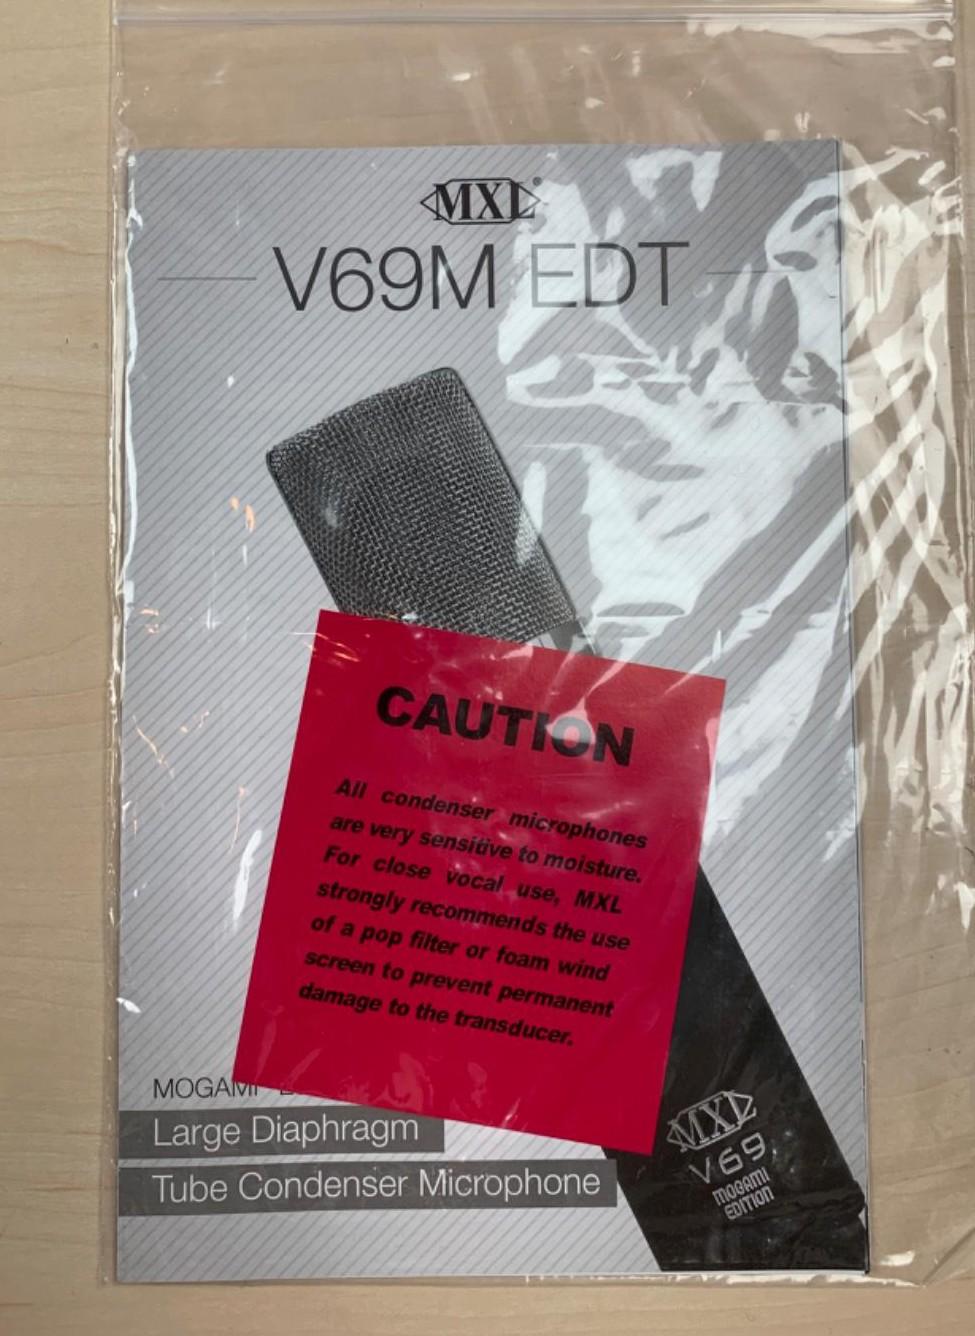 MXL®
V69M EDT
CAUTION
All condenser microphones
are very sensitive to moisture.
For close vocal use, MXL
strongly recommends the use
of a pop filter or foam wind
screen to prevent permanent
damage to the transducer.
MOGAMI
Large Diaphragm
Tube Condenser Microphone
MXL
V69
MOGAMI
EDITION